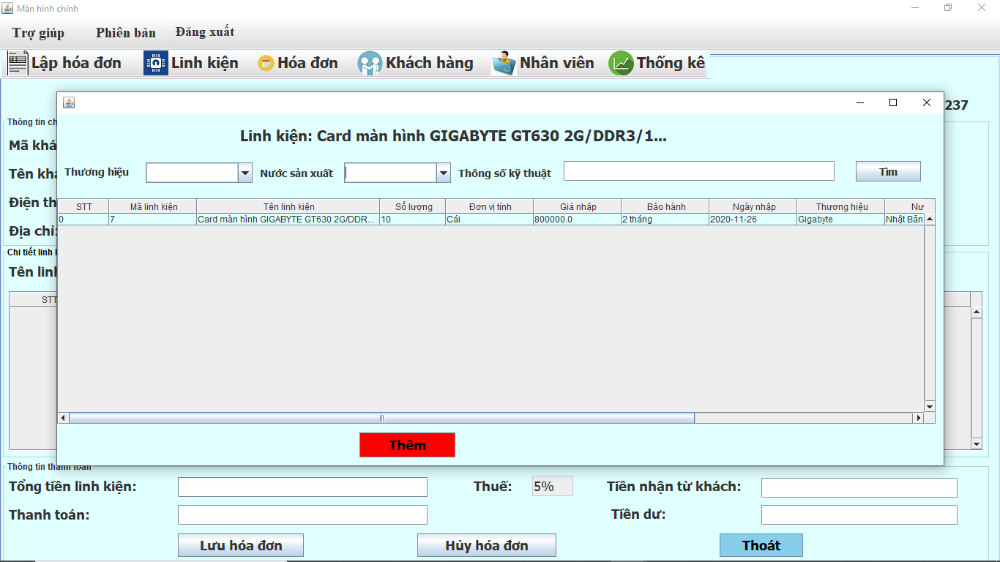 Màn hình chính
Trợ giúp Phiên bản Đăng xuất
Lập hóa đơn Linh kiện Hóa đơn Khách hàng Nhân viên Thống kê
237
Thông tin ch
Mã khá
Tên khá
Điện th
Địa chỉ:
Chi tiết linh k
Tên linh
STT
Linh kiện: Card màn hình GIGABYTE GT630 2G/DDR3/1...
Thương hiệu Nước sản xuất Thông số kỹ thuật Tìm
STT Mã linh kiện Tên linh kiện Số lượng Đơn vị tính Giá nhập Bảo hành Ngày nhập Thương hiệu Nư
0 7 Card màn hình GIGABYTE GT630 2G/DDR... 10 Cái 800000.0 2 tháng 2020-11-26 Gigabyte Nhật Bản
Thêm
Thông tin thanh toán
Tổng tiền linh kiện: Thuế: 5% Tiền nhận từ khách:
Thanh toán: Tiền dư:
Lưu hóa đơn Hủy hóa đơn Thoát